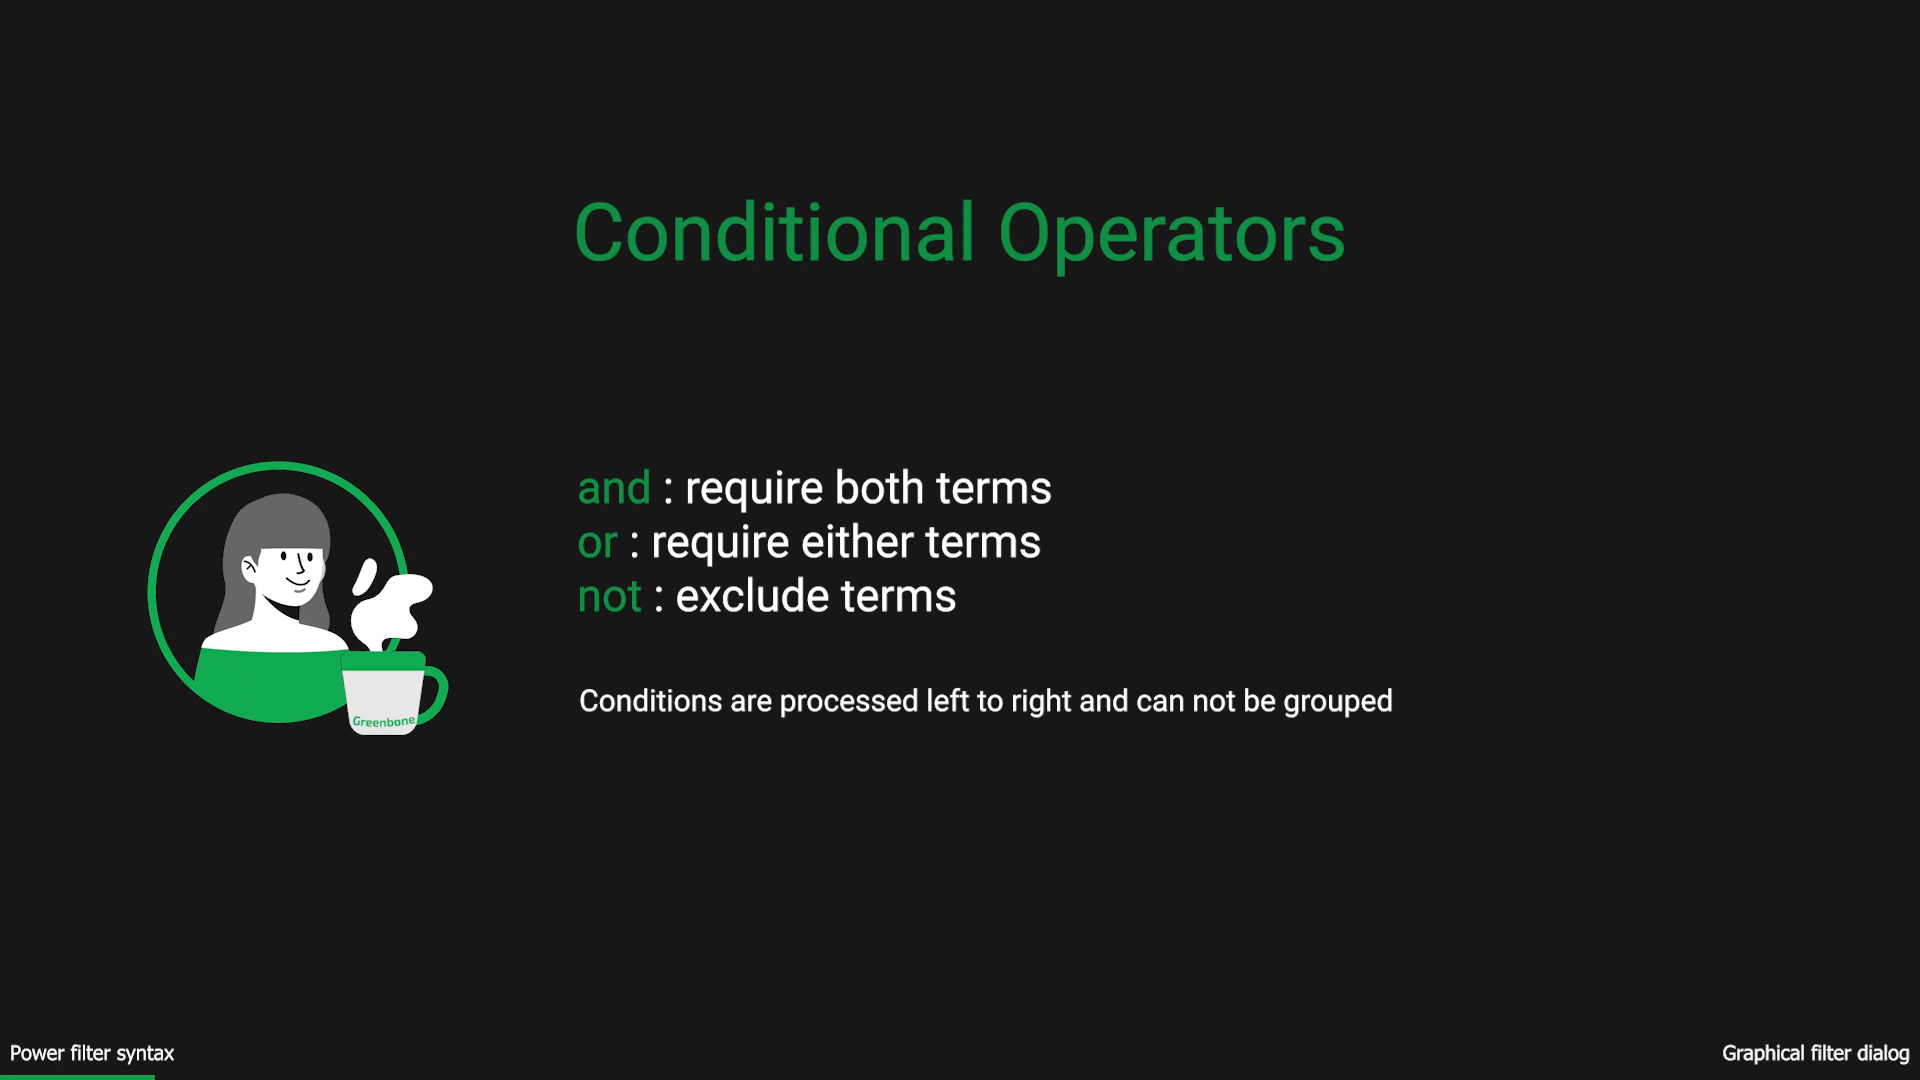 Conditional Operators
and : require both terms
or : require either terms
not : exclude terms
Greenbone
Conditions are processed left to right and can not be grouped
Power filter syntax
Graphical filter dialog